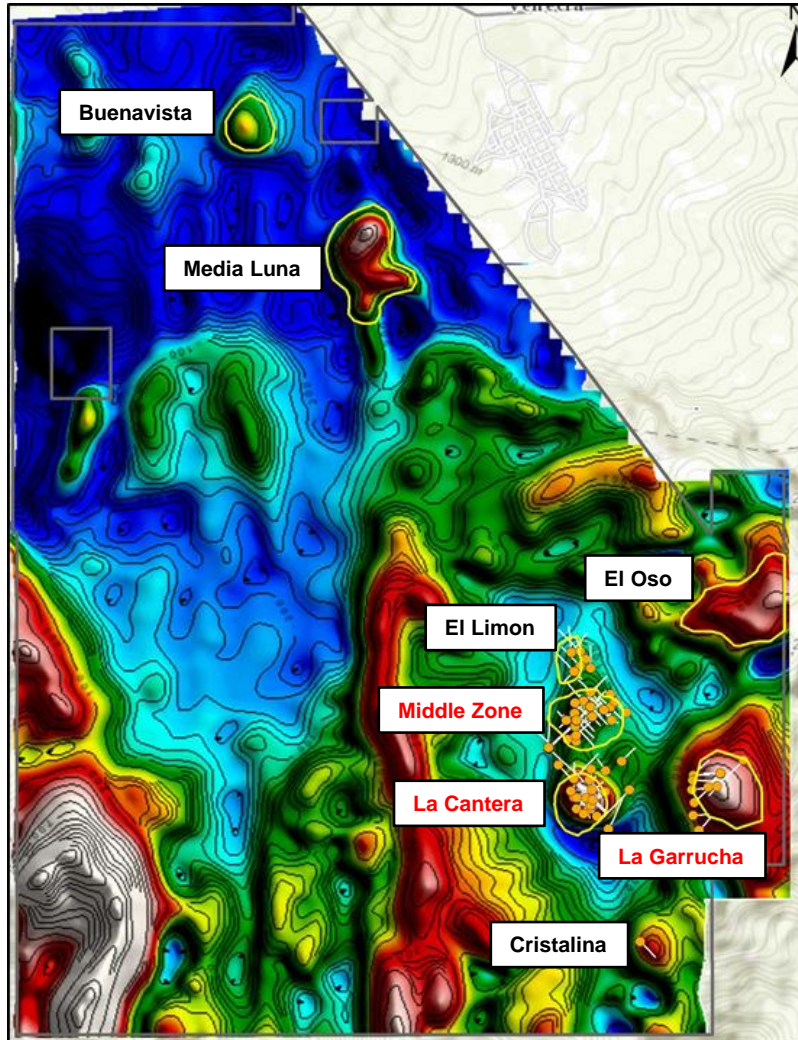 N
Buenavista
1300 m
Media Luna
El Oso
El Limon
Middle Zone
La Cantera
La Garrucha
Cristalina